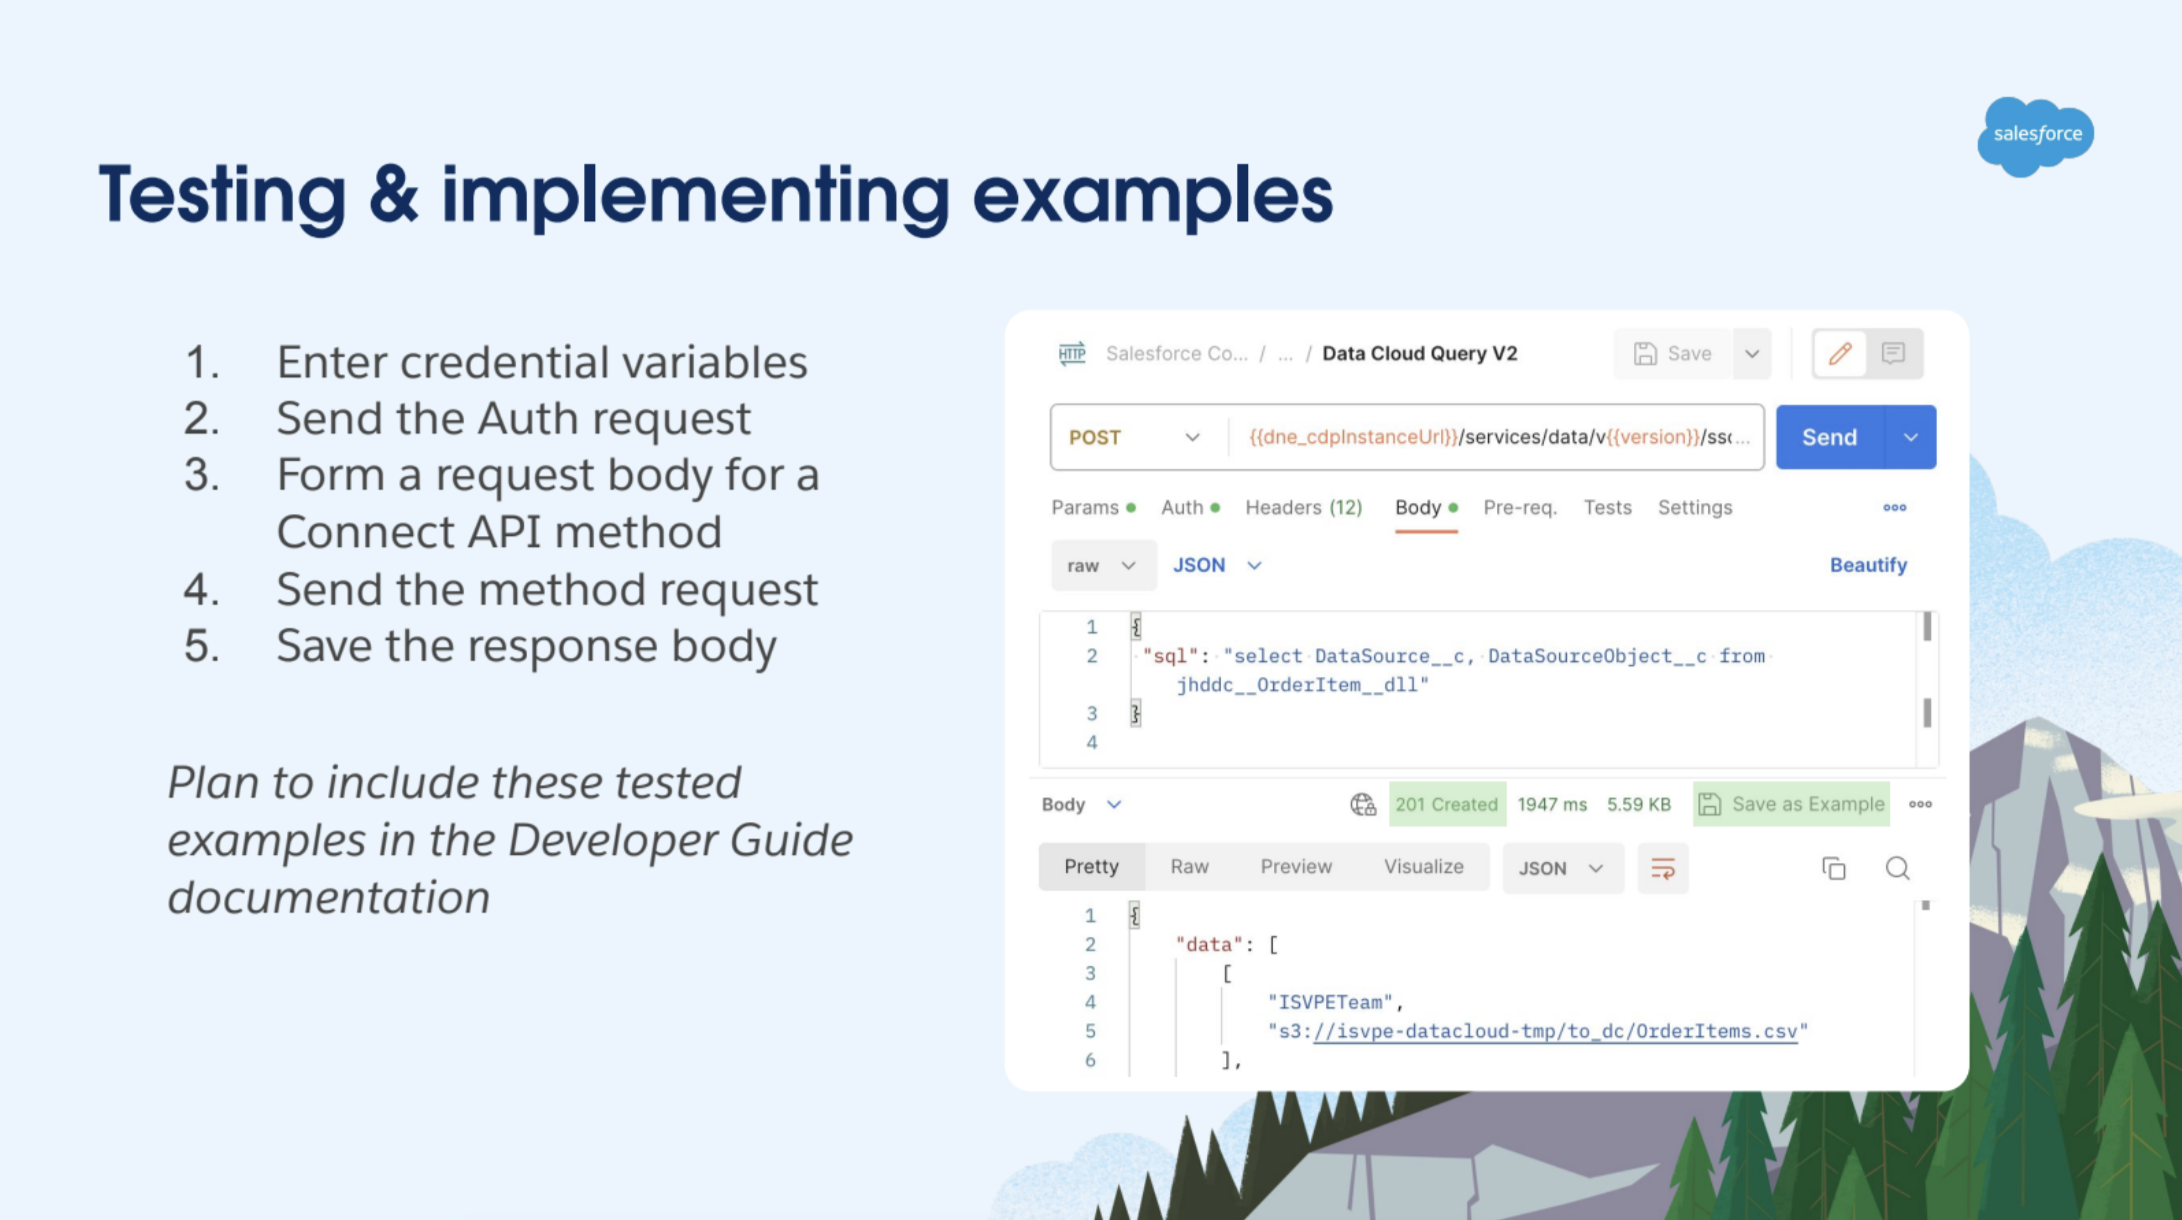 salesforce
Testing & implementing examples
1. Enter credential variables
2. Send the Auth request
3. Form a request body for a
Connect API method
4. Send the method request
5. Save the response body
Plan to include these tested
examples in the Developer Guide
documentation
HTTP Salesforce Co... / ... / Data Cloud Query V2 Save
POST {{dne_cdpInstanceUrl}}/services/data/v{{version}}/ss... Send
Params Auth Headers (12) Body Pre-req. Tests Settings
raw JSON Beautify
1 {
2 "sql": "select DataSource__c, DataSourceObject__c from
jhddc__OrderItem__dll"
3 }
4
Body 201 Created 1947 ms 5.59 KB Save as Example
Pretty Raw Preview Visualize JSON
1 {
2 "data": [
3 [
4 "ISVPETeam",
5 "s3://isvpe-datacloud-tmp/to_dc/OrderItems.csv"
6 ],